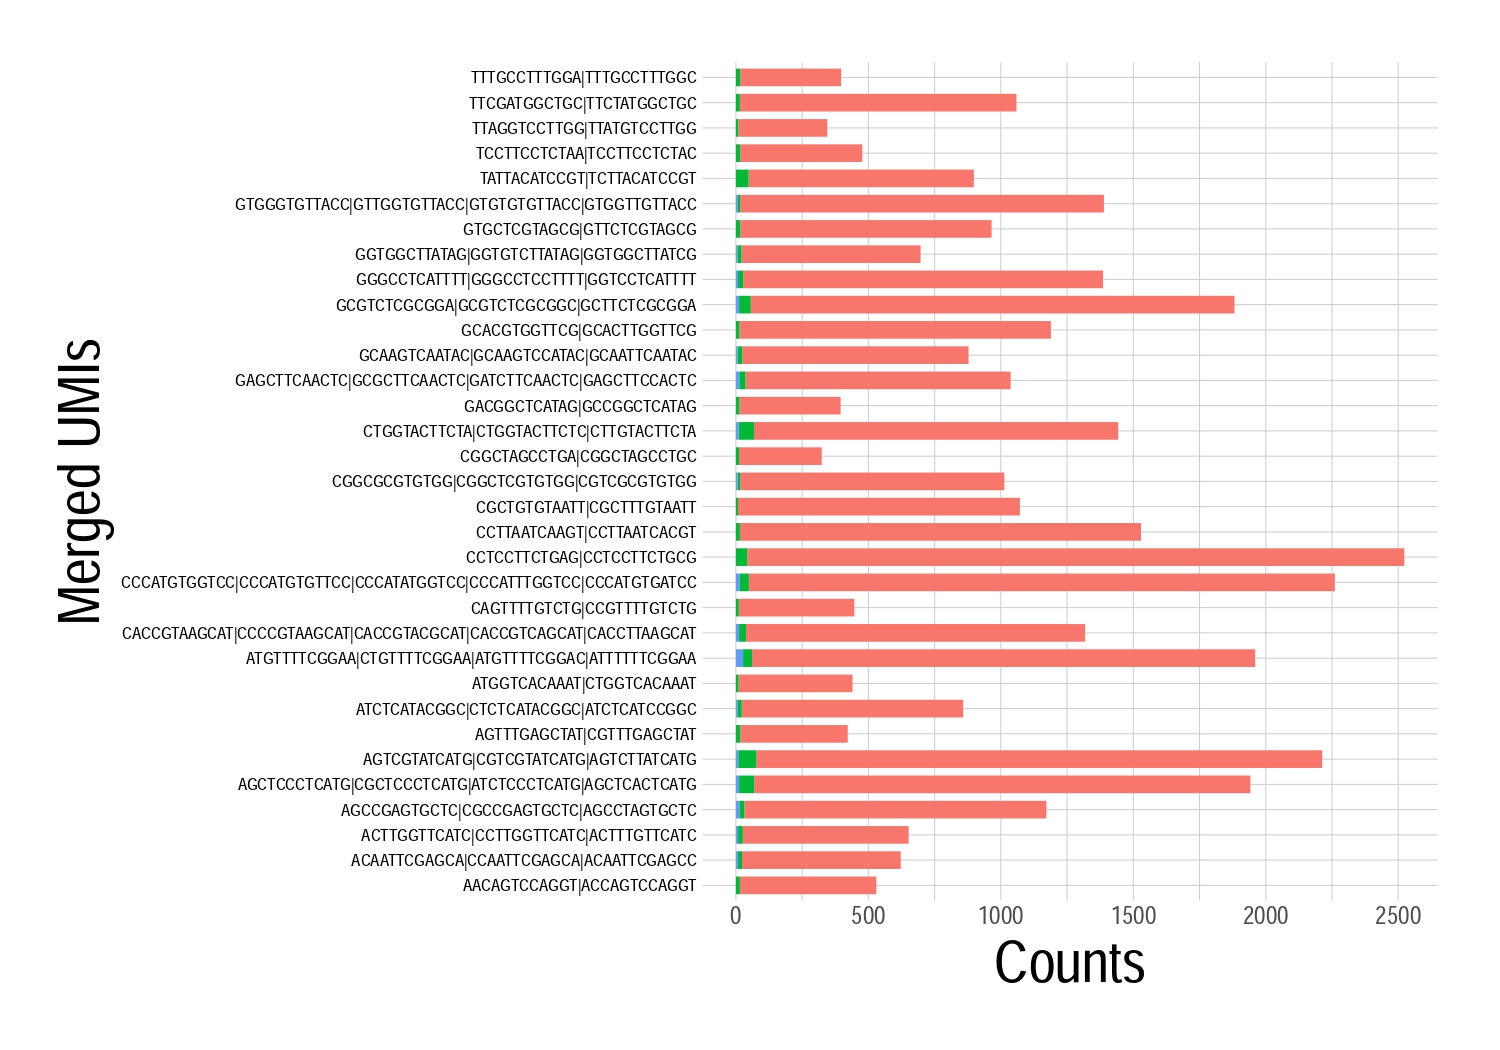 TTTGCCTTTGGA|TTTGCCTTTGGC
TTCGATGGCTGC|TTCTATGGCTGC
TTAGGTCCTTGG|TTATGTCCTTGG
TCCTTCCTCTAA|TCCTTCCTCTAC
TATTACATCCGT|TCTTACATCCGT
GTGGGTGTTACC|GTTGGTGTTACC|GTGTGTGTTACC|GTGGTTGTTACC
GTGCTCGTAGCG|GTTCTCGTAGCG
GGTGGCTTATAG|GGTGTCTTATAG|GGTGGCTTATCG
GGGCCTCATTTT|GGGCCTCCTTTT|GGTCCTCATTTT
GCGTCTCGCGGA|GCGTCTCGCGGC|GCTTCTCGCGGA
GCACGTGGTTCG|GCACTTGGTTCG
GCAAGTCAATAC|GCAAGTCCATAC|GCAATTCAATAC
GAGCTTCAACTC|GCGCTTCAACTC|GATCTTCAACTC|GAGCTTCCACTC
GACGGCTCATAG|GCCGGCTCATAG
CTGGTACTTCTA|CTGGTACTTCTC|CTTGTACTTCTA
CGGCTAGCCTGA|CGGCTAGCCTGC
CGGCGCGTGTGG|CGGCTCGTGTGG|CGTCGCGTGTGG
CGCTGTGTAATT|CGCTTTGTAATT
CCTTAATCAAGT|CCTTAATCACGT
CCTCCTTCTGAG|CCTCCTTCTGCG
CCCATGTGGTCC|CCCATGTGTTCC|CCCATATGGTCC|CCCATTTGGTCC|CCCATGTGATCC
CAGTTTTGTCTG|CCGTTTTGTCTG
CACCGTAAGCAT|CCCCGTAAGCAT|CACCGTACGCAT|CACCGTCAGCAT|CACCTTAAGCAT
ATGTTTTCGGAA|CTGTTTTCGGAA|ATGTTTTCGGAC|ATTTTTTCGGAA
ATGGTCACAAAT|CTGGTCACAAAT
ATCTCATACGGC|CTCTCATACGGC|ATCTCATCCGGC
AGTTTGAGCTAT|CGTTTGAGCTAT
AGTCGTATCATG|CGTCGTATCATG|AGTCTTATCATG
AGCTCCCTCATG|CGCTCCCTCATG|ATCTCCCTCATG|AGCTCACTCATG
AGCCGAGTGCTC|CGCCGAGTGCTC|AGCCTAGTGCTC
ACTTGGTTCATC|CCTTGGTTCATC|ACTTTGTTCATC
ACAATTCGAGCA|CCAATTCGAGCA|ACAATTCGAGCC
AACAGTCCAGGT|ACCAGTCCAGGT
Merged UMIs
0 500 1000 1500 2000 2500
Counts